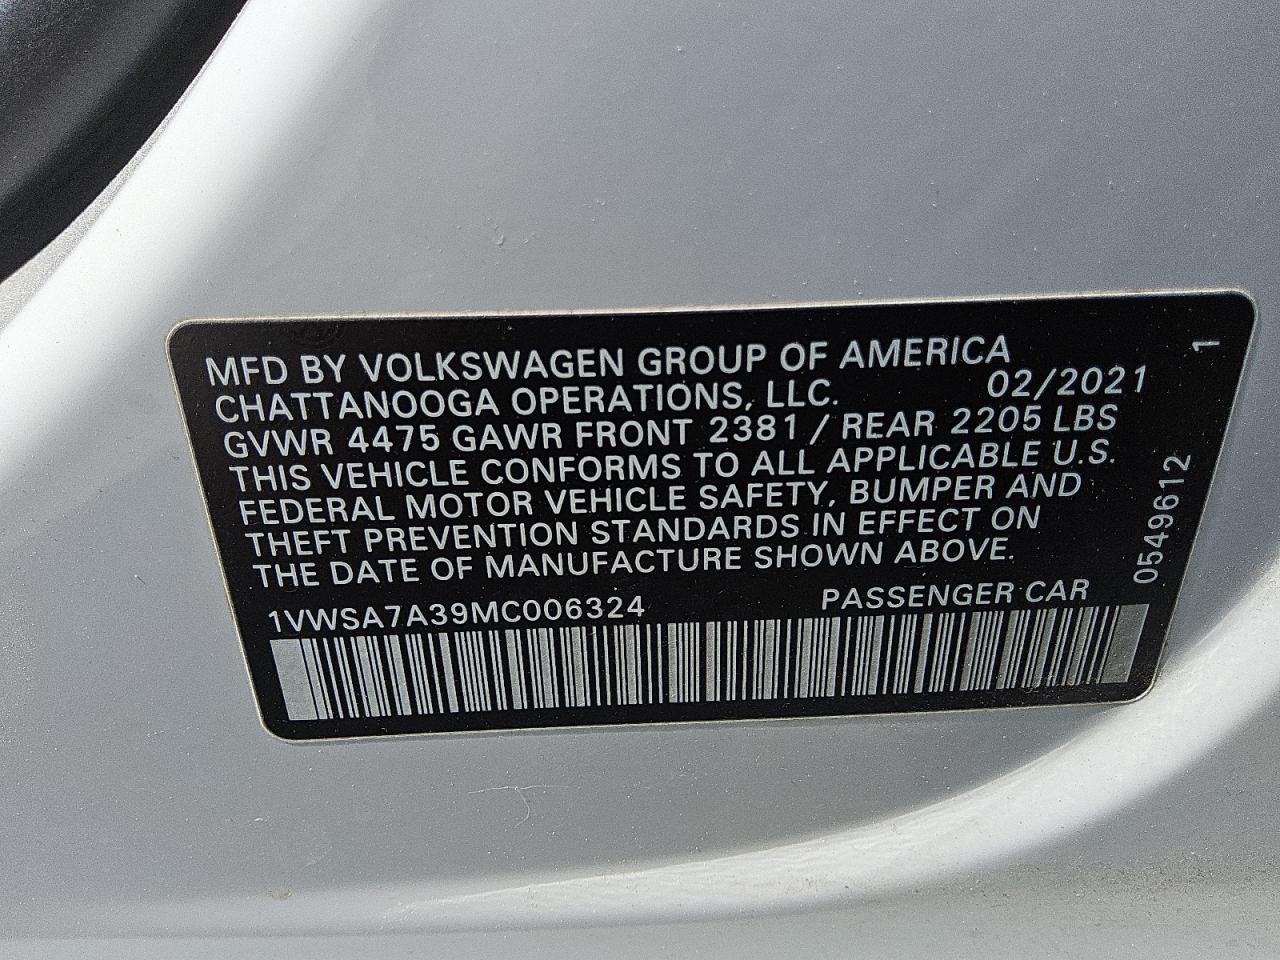 MFD BY VOLKSWAGEN GROUP OF AMERICA
CHATTANOOGA OPERATIONS, LLC. 02/2021
GVWR 4475 GAWR FRONT 2381 / REAR 2205 LBS
THIS VEHICLE CONFORMS TO ALL APPLICABLE U.S.
FEDERAL MOTOR VEHICLE SAFETY, BUMPER AND
THEFT PREVENTION STANDARDS IN EFFECT ON
THE DATE OF MANUFACTURE SHOWN ABOVE.
1VWSA7A39MC006324 PASSENGER CAR
0549612 1